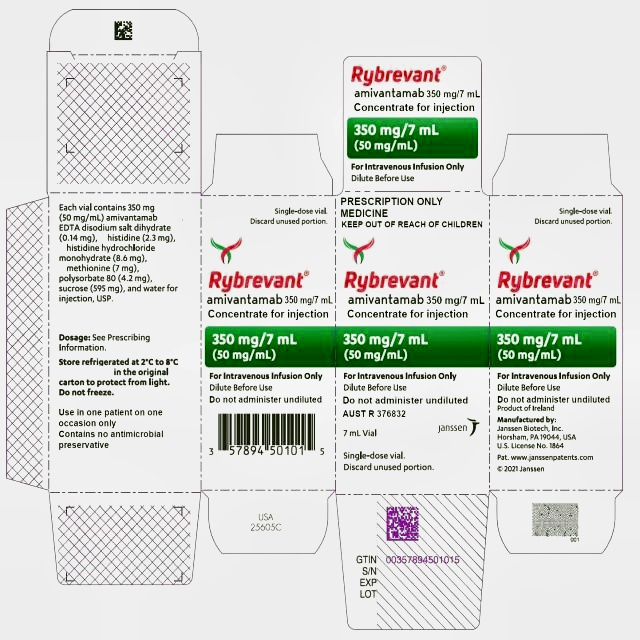 Rybrevant®
amivantamab 350 mg/7 mL
Concentrate for injection
350 mg/7 mL
(50 mg/mL)
For Intravenous Infusion Only
Dilute Before Use
Each vial contains 350 mg
(50 mg/mL) amivantamab
EDTA disodium salt dihydrate
(0.14 mg), histidine (2.3 mg),
histidine hydrochloride
monohydrate (8.6 mg),
methionine (7 mg),
polysorbate 80 (4.2 mg),
sucrose (595 mg), and water for
injection, USP.
Dosage: See Prescribing
Information.
Store refrigerated at 2°C to 8°C
in the original
carton to protect from light.
Do not freeze.
Use in one patient on one
occasion only
Contains no antimicrobial
preservative
Single-dose vial.
Discard unused portion.
Rybrevant®
amivantamab 350 mg/7 mL
Concentrate for injection
350 mg/7 mL
(50 mg/mL)
For Intravenous Infusion Only
Dilute Before Use
Do not administer undiluted
3 57894 50101 5
USA
25605C
PRESCRIPTION ONLY
MEDICINE
KEEP OUT OF REACH OF CHILDREN
Rybrevant®
amivantamab 350 mg/7 mL
Concentrate for injection
350 mg/7 mL
(50 mg/mL)
For Intravenous Infusion Only
Dilute Before Use
Do not administer undiluted
AUST R 376832
janssen
7 mL Vial
Single-dose vial.
Discard unused portion.
GTIN 00357894501015
S/N
EXP
LOT
Single-dose vial.
Discard unused portion.
Rybrevant®
amivantamab 350 mg/7 mL
Concentrate for injection
350 mg/7 mL
(50 mg/mL)
For Intravenous Infusion Only
Dilute Before Use
Do not administer undiluted
Product of Ireland
Manufactured by:
Janssen Biotech, Inc.
Horsham, PA 19044, USA
U.S. License No. 1864
Pat. www.janssenpatents.com
© 2021 Janssen
001